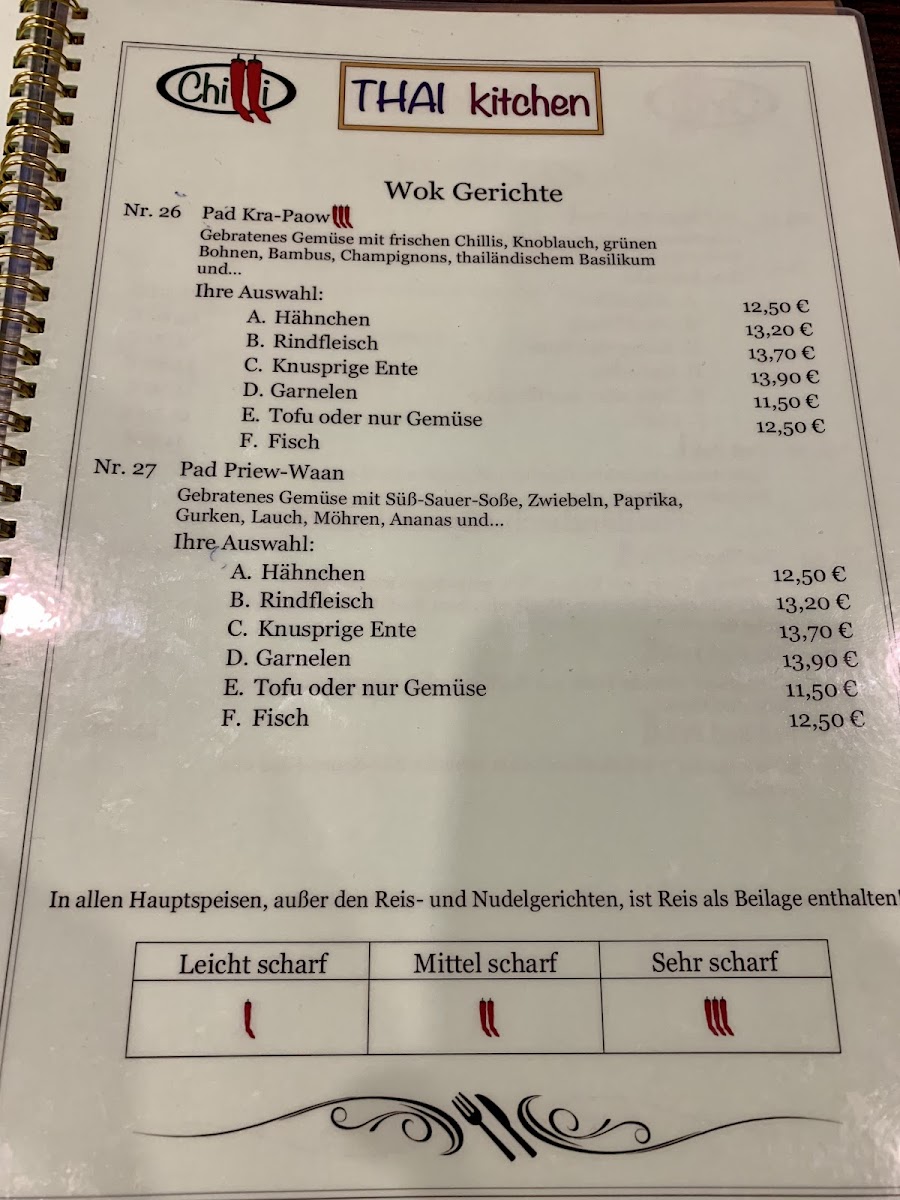 Chilli
THAI kitchen
Wok Gerichte
Nr. 26 Pad Kra-Paow
Gebratenes Gemüse mit frischen Chillis, Knoblauch, grünen
Bohnen, Bambus, Champignons, thailändischem Basilikum
und...
Ihre Auswahl:
A. Hähnchen 12,50 €
B. Rindfleisch 13,20 €
C. Knusprige Ente 13,70 €
D. Garnelen 13,90 €
E. Tofu oder nur Gemüse 11,50 €
F. Fisch 12,50 €
Nr. 27 Pad Priew-Waan
Gebratenes Gemüse mit Süß-Sauer-Soße, Zwiebeln, Paprika,
Gurken, Lauch, Möhren, Ananas und...
Ihre Auswahl:
A. Hähnchen 12,50 €
B. Rindfleisch 13,20 €
C. Knusprige Ente 13,70 €
D. Garnelen 13,90 €
E. Tofu oder nur Gemüse 11,50 €
F. Fisch 12,50 €
In allen Hauptspeisen, außer den Reis- und Nudelgerichten, ist Reis als Beilage enthalten!
Leicht scharf Mittel scharf Sehr scharf